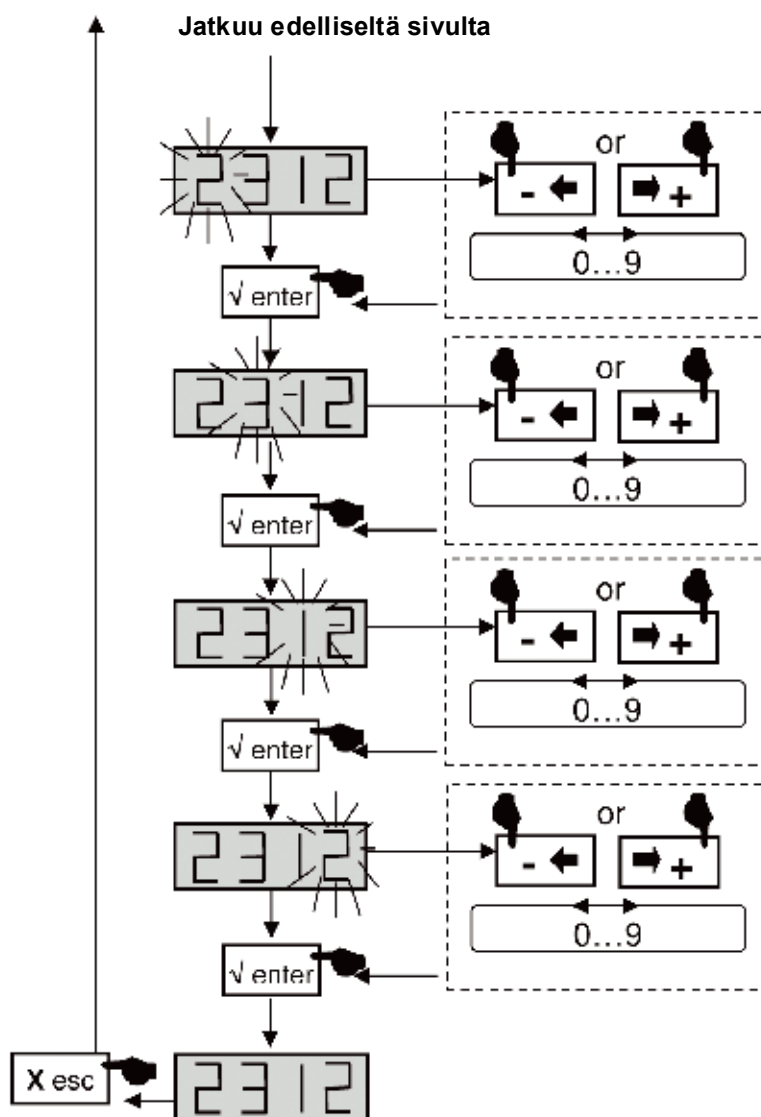 Jatkuu edelliseltä sivulta
2312
or
- +
0...9
√ enter
2312
or
- +
0...9
√ enter
2312
or
- +
0...9
√ enter
2312
or
- +
0...9
√ enter
X esc
2312